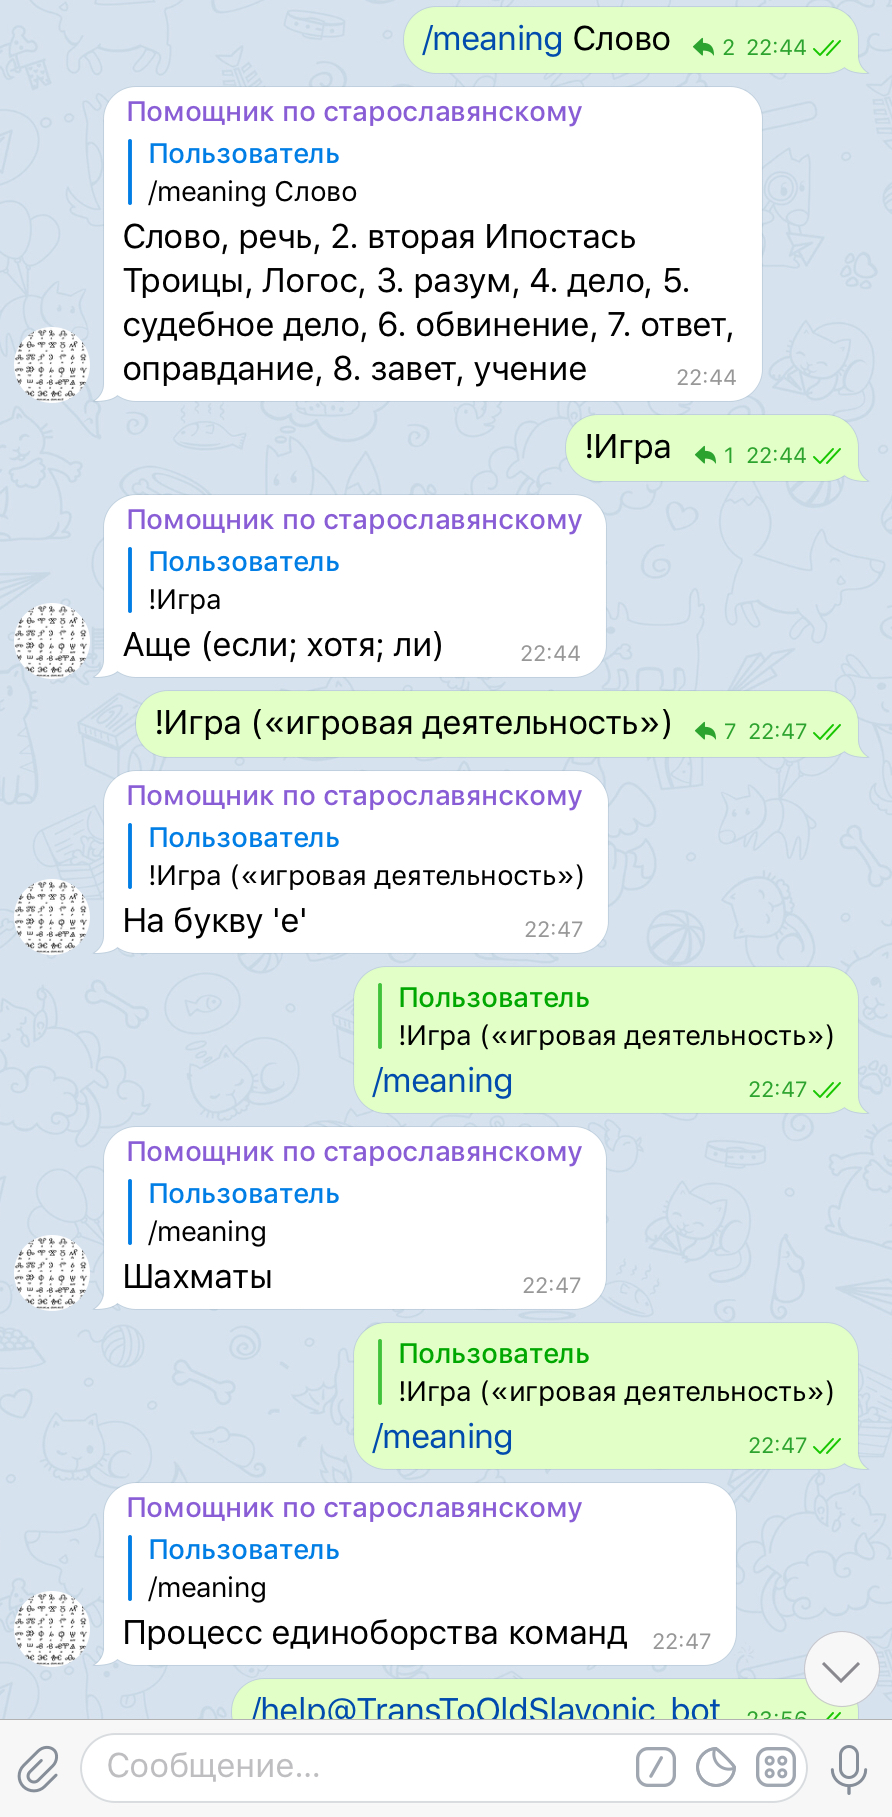 /meaning Слово 2 22:44
Помощник по старославянскому
Пользователь
/meaning Слово
Слово, речь, 2. вторая Ипостась
Троицы, Логос, 3. разум, 4. дело, 5.
судебное дело, 6. обвинение, 7. ответ,
оправдание, 8. завет, учение 22:44
!Игра 1 22:44
Помощник по старославянскому
Пользователь
!Игра
Аще (если; хотя; ли) 22:44
!Игра («игровая деятельность») 7 22:47
Помощник по старославянскому
Пользователь
!Игра («игровая деятельность»)
На букву 'е' 22:47
Пользователь
!Игра («игровая деятельность»)
/meaning 22:47
Помощник по старославянскому
Пользователь
/meaning
Шахматы 22:47
Пользователь
!Игра («игровая деятельность»)
/meaning 22:47
Помощник по старославянскому
Пользователь
/meaning
Процесс единоборства команд 22:47
/help@TransToOldSlavonic_bot 23:56
Сообщение...